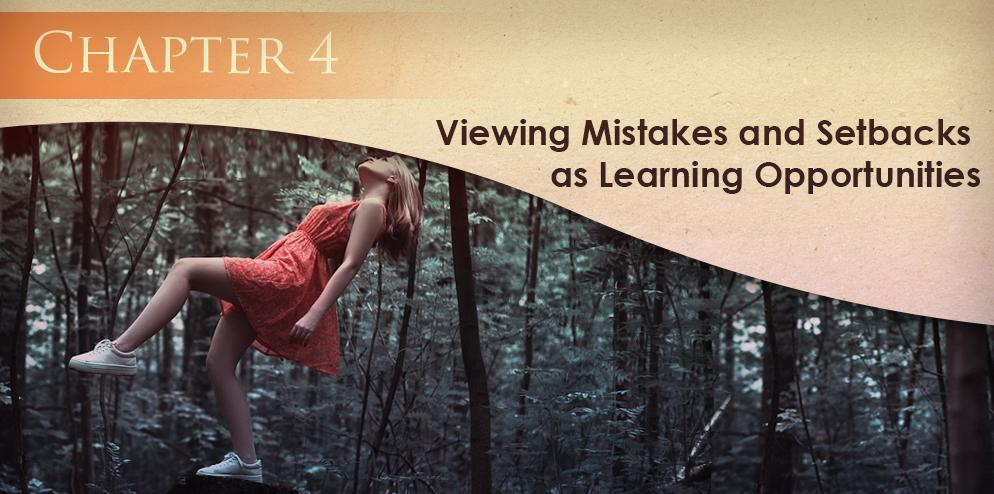 Chapter 4
Viewing Mistakes and Setbacks
as Learning Opportunities